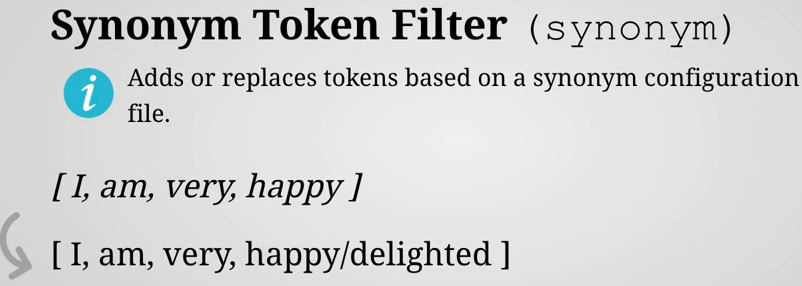 Synonym Token Filter (synonym)
i Adds or replaces tokens based on a synonym configuration
file.
[ I, am, very, happy ]
[ I, am, very, happy/delighted ]